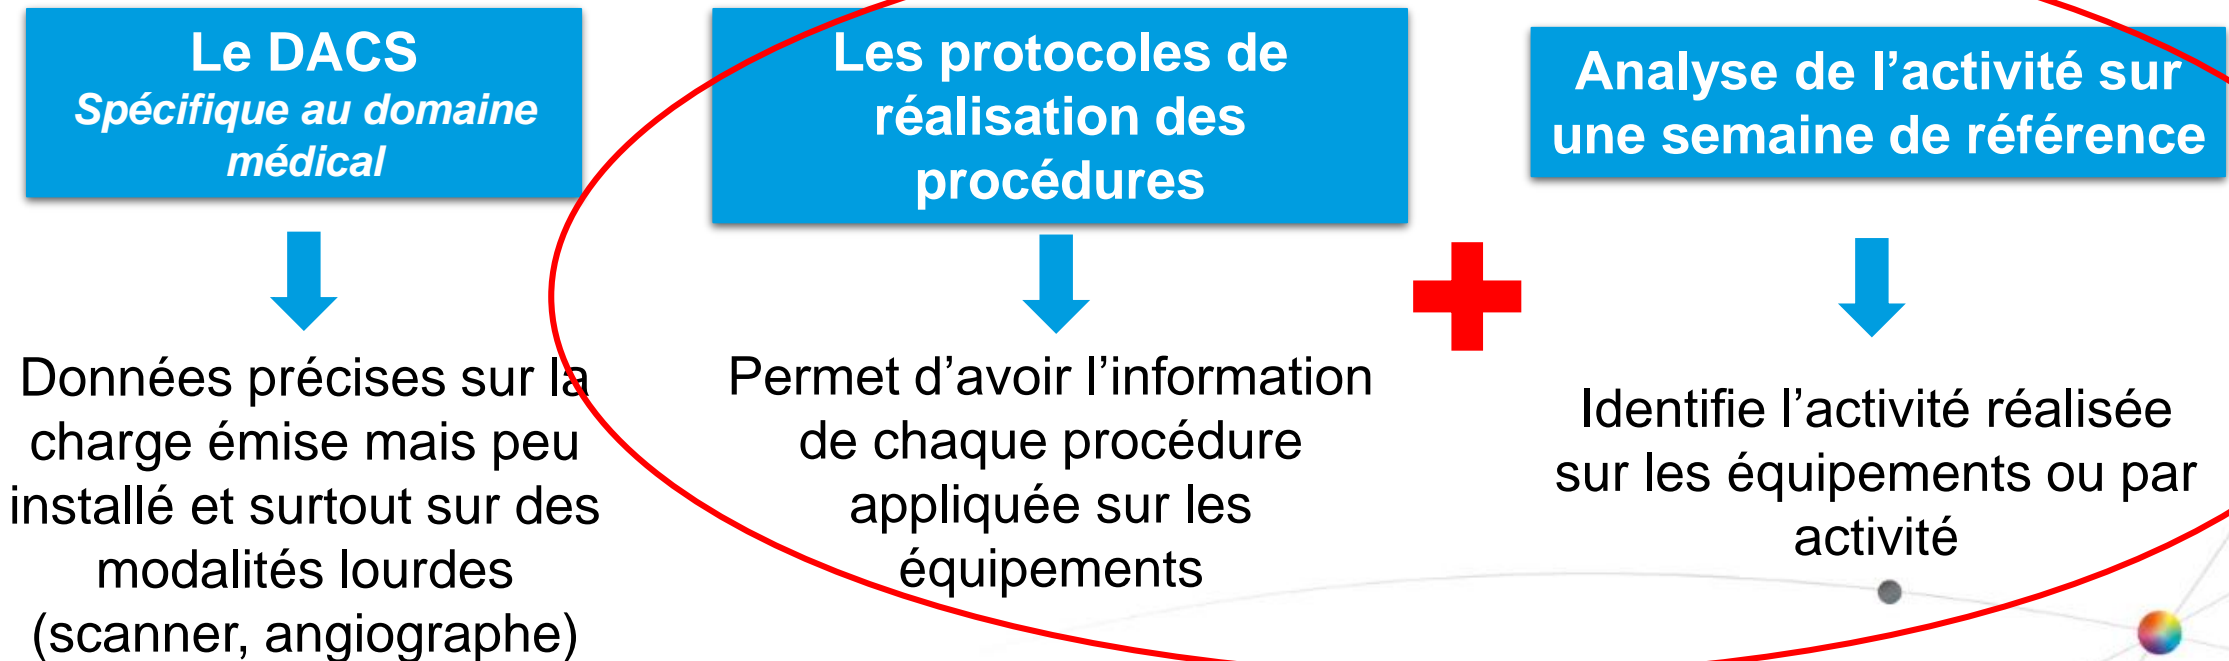 Le DACS
Spécifique au domaine
médical
Données précises sur la
charge émise mais peu
installé et surtout sur des
modalités lourdes
(scanner, angiographe)
Les protocoles de
réalisation des
procédures
Permet d’avoir l’information
de chaque procédure
appliquée sur les
équipements
Analyse de l’activité sur
une semaine de référence
Identifie l’activité réalisée
sur les équipements ou par
activité